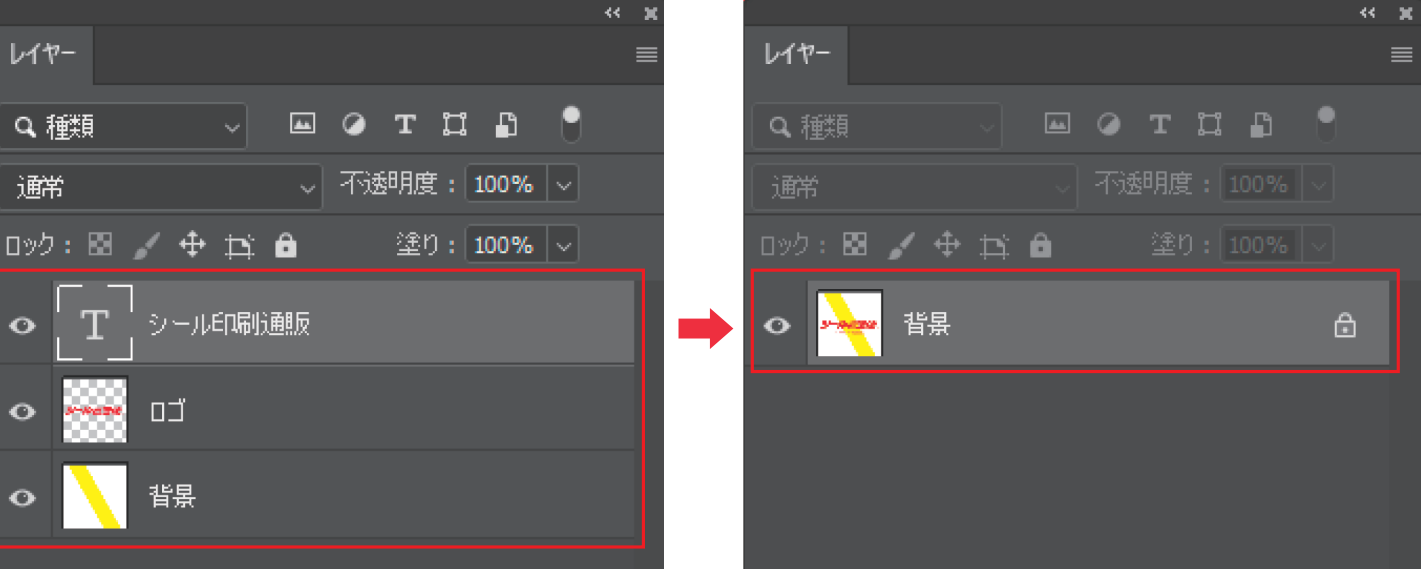 レイヤー
種類
通常
不透明度 : 100%
ロック :
塗り : 100%
T
シール印刷通販
ロゴ
背景
レイヤー
種類
通常
不透明度 : 100%
ロック :
塗り : 100%
背景